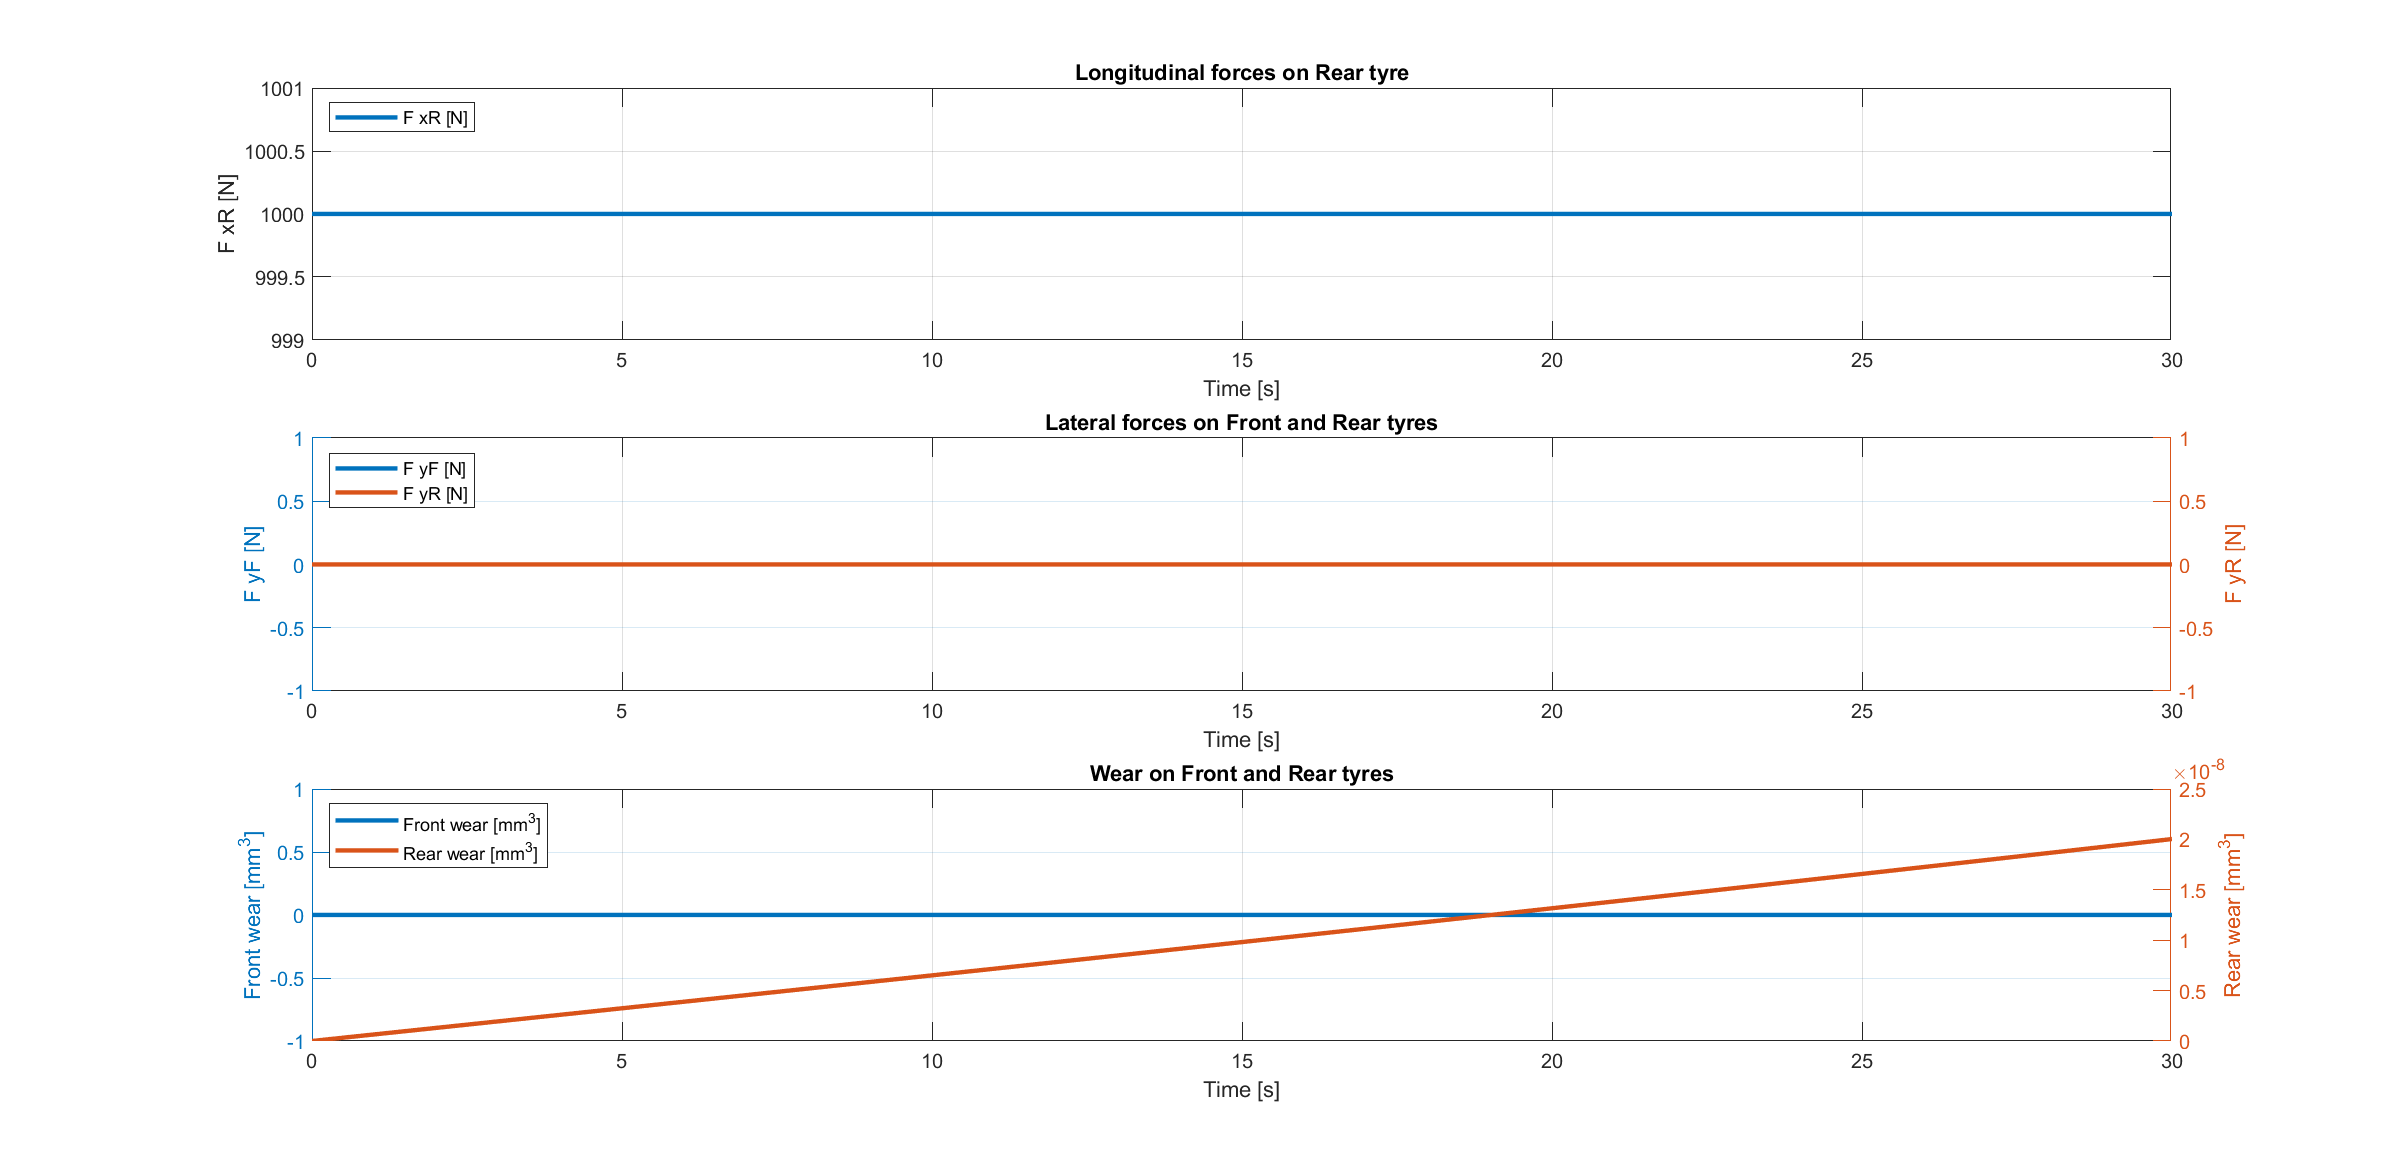 Longitudinal forces on Rear tyre
1001
1000.5
1000
999.5
999
F xR [N]
F xR [N]
0 5 10 15 20 25 30
Time [s]
Lateral forces on Front and Rear tyres
1
0.5
0
-0.5
-1
F yF [N]
F yF [N]
F yR [N]
1
0.5
0
-0.5
-1
F yR [N]
0 5 10 15 20 25 30
Time [s]
Wear on Front and Rear tyres
1
0.5
0
-0.5
-1
Front wear [mm³]
Front wear [mm³]
Rear wear [mm³]
×10⁻⁸
2.5
2
1.5
1
0.5
0
Rear wear [mm³]
0 5 10 15 20 25 30
Time [s]